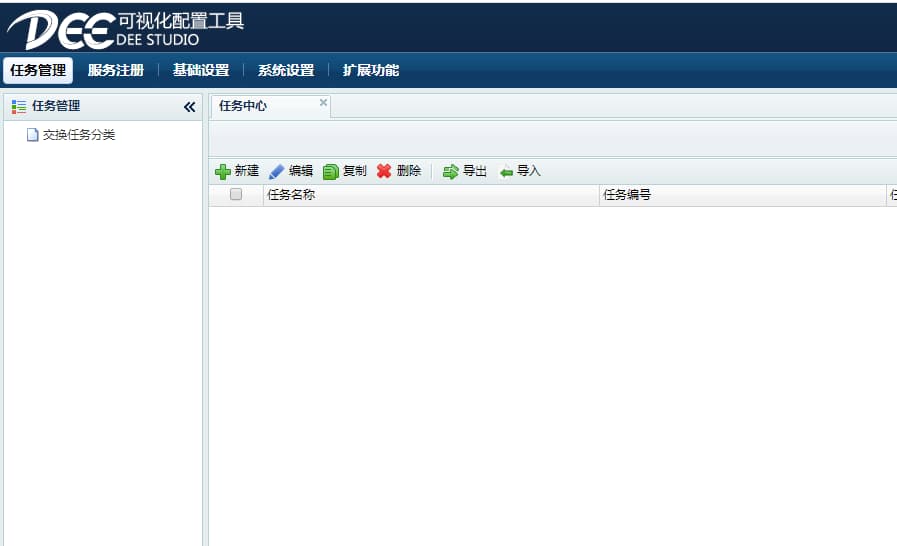 DEE 可视化配置工具
DEE STUDIO
任务管理 服务注册 基础设置 系统设置 扩展功能
任务管理
交换任务分类
任务中心
新建 编辑 复制 删除 导出 导入
任务名称 任务编号